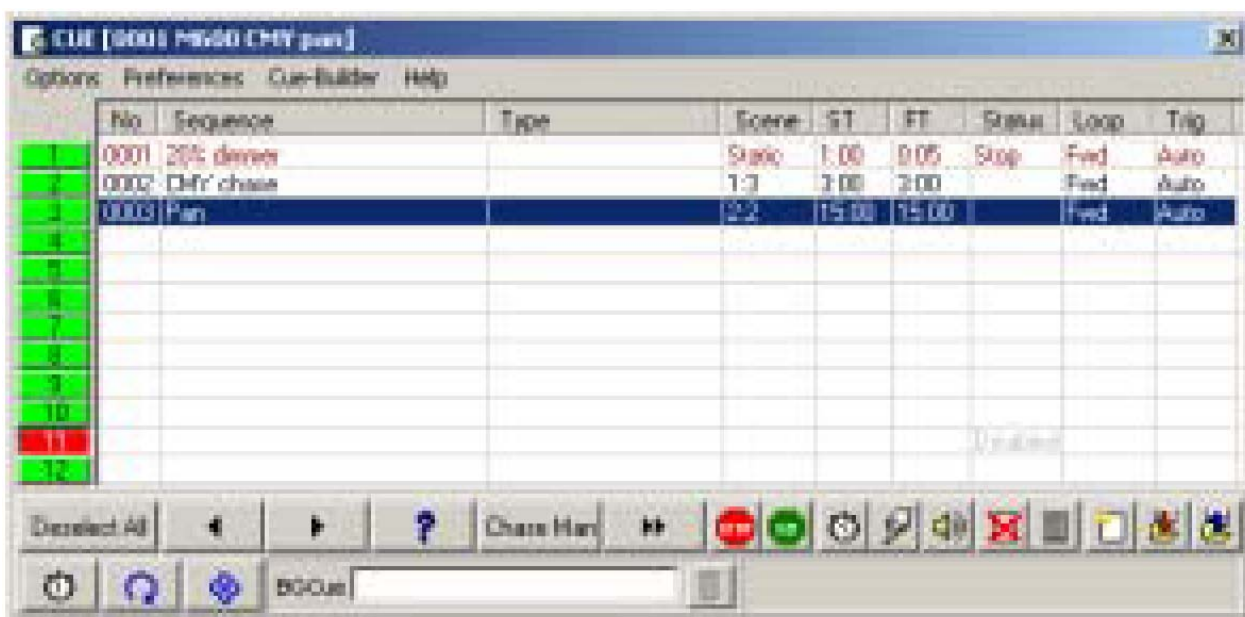 CUE [0001 M600 CMY pan]
Options Preferences Cue-Builder Help
No Sequence Type Scene ST FT Status Loop Trig
1 0001 20% dimmer Static 1:00 0:05 Stop Fwd Auto
2 0002 CMY chase 1:3 3:00 3:00 Fwd Auto
3 0003 Pan 2:2 15:00 15:00 Fwd Auto
4
5
6
7
8
9
10
11 Disabled
12
Deselect All ? Chase Man
BGCue